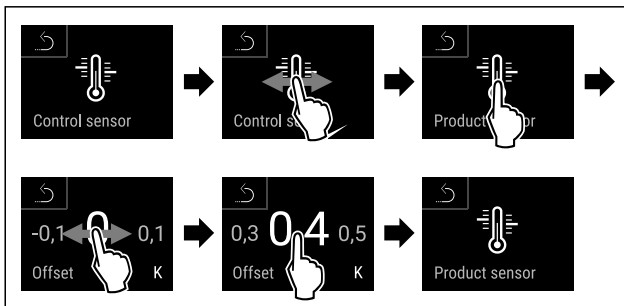 Control sensor
Control
Product
-0,1 0 0,1
Offset K
0,3 0,4 0,5
Offset K
Product sensor